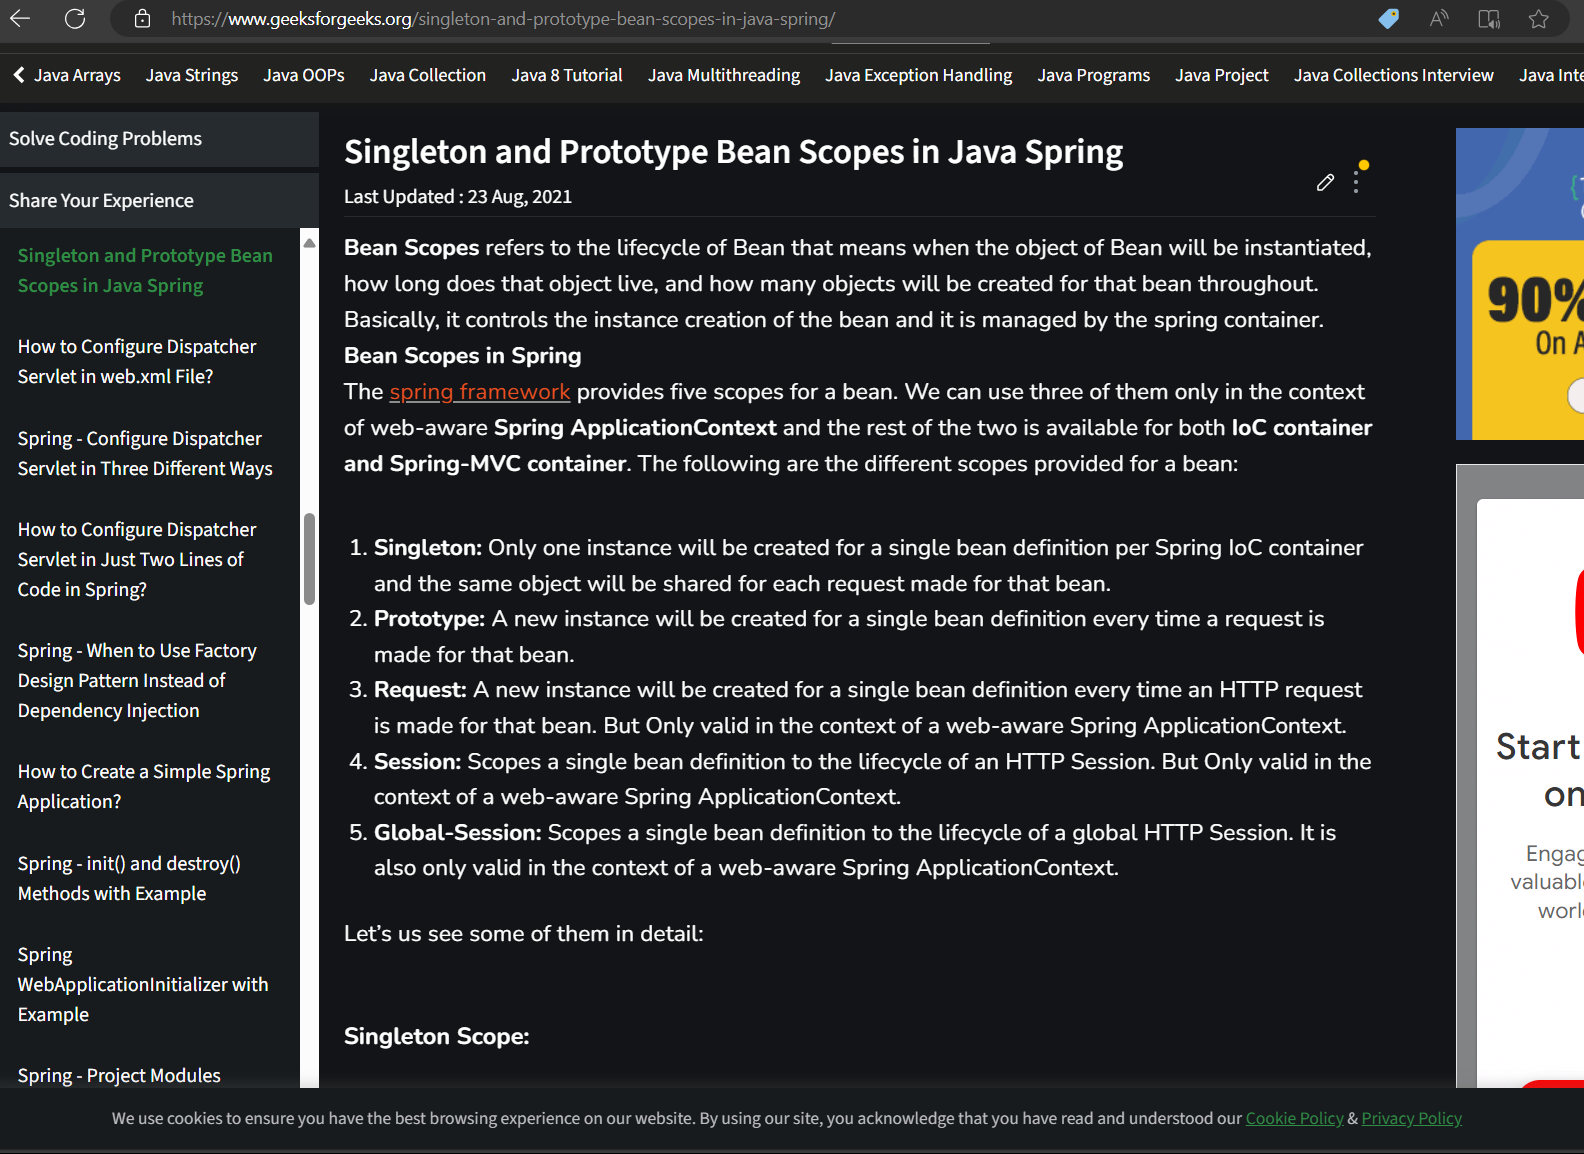 https://www.geeksforgeeks.org/singleton-and-prototype-bean-scopes-in-java-spring/
Java Arrays Java Strings Java OOPs Java Collection Java 8 Tutorial Java Multithreading Java Exception Handling Java Programs Java Project Java Collections Interview Java Inte
Solve Coding Problems
Share Your Experience
Singleton and Prototype Bean
Scopes in Java Spring
How to Configure Dispatcher
Servlet in web.xml File?
Spring - Configure Dispatcher
Servlet in Three Different Ways
How to Configure Dispatcher
Servlet in Just Two Lines of
Code in Spring?
Spring - When to Use Factory
Design Pattern Instead of
Dependency Injection
How to Create a Simple Spring
Application?
Spring - init() and destroy()
Methods with Example
Spring
WebApplicationInitializer with
Example
Spring - Project Modules
Singleton and Prototype Bean Scopes in Java Spring
Last Updated : 23 Aug, 2021
Bean Scopes refers to the lifecycle of Bean that means when the object of Bean will be instantiated,
how long does that object live, and how many objects will be created for that bean throughout.
Basically, it controls the instance creation of the bean and it is managed by the spring container.
Bean Scopes in Spring
The spring framework provides five scopes for a bean. We can use three of them only in the context
of web-aware Spring ApplicationContext and the rest of the two is available for both IoC container
and Spring-MVC container. The following are the different scopes provided for a bean:
1. Singleton: Only one instance will be created for a single bean definition per Spring IoC container
and the same object will be shared for each request made for that bean.
2. Prototype: A new instance will be created for a single bean definition every time a request is
made for that bean.
3. Request: A new instance will be created for a single bean definition every time an HTTP request
is made for that bean. But Only valid in the context of a web-aware Spring ApplicationContext.
4. Session: Scopes a single bean definition to the lifecycle of an HTTP Session. But Only valid in the
context of a web-aware Spring ApplicationContext.
5. Global-Session: Scopes a single bean definition to the lifecycle of a global HTTP Session. It is
also only valid in the context of a web-aware Spring ApplicationContext.
Let's us see some of them in detail:
Singleton Scope:
90%
On A
Start
on
Engag
valuabl
worl
We use cookies to ensure you have the best browsing experience on our website. By using our site, you acknowledge that you have read and understood our Cookie Policy & Privacy Policy